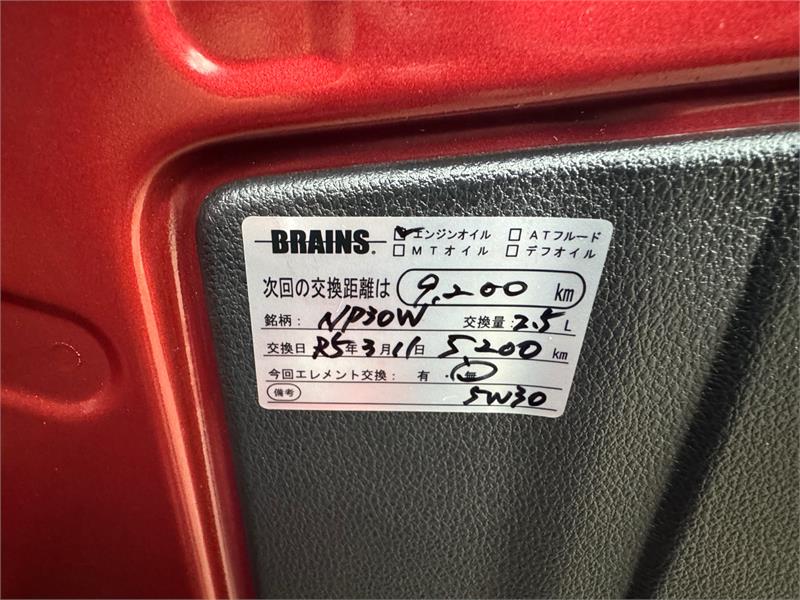 BRAINS. ☑エンジンオイル □ATフルード
□MTオイル □デフオイル
次回の交換距離は 9,200 km
銘柄: NP30W 交換量: 2.5 L
交換日 R5年3月11日 5,200 km
今回エレメント交換: 有 ・ 無
備考 5W30